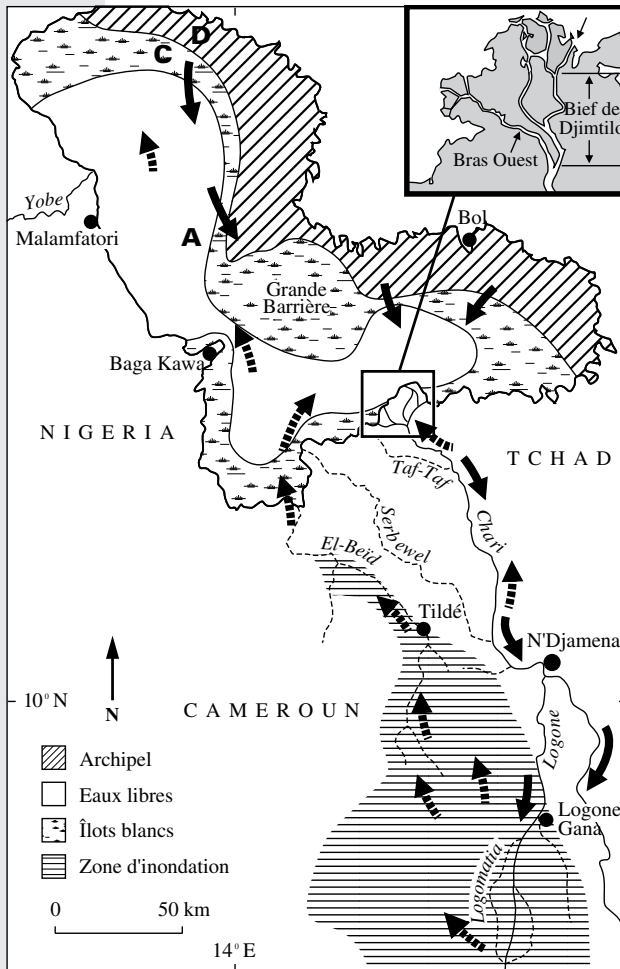 D
C
Bief de
Djimtilo
Bras Ouest
Yobe
Malamfatori
A
Bol
Grande
Barrière
Baga Kawa
NIGERIA
TCHAD
Taf-Taf
Chari
Serbewel
El-Beïd
Tildé
N'Djamena
10° N
N
CAMEROUN
Logone
Archipel
Eaux libres
Îlots blancs
Zone d'inondation
Logone
Gana
Logomatia
0 50 km
14° E